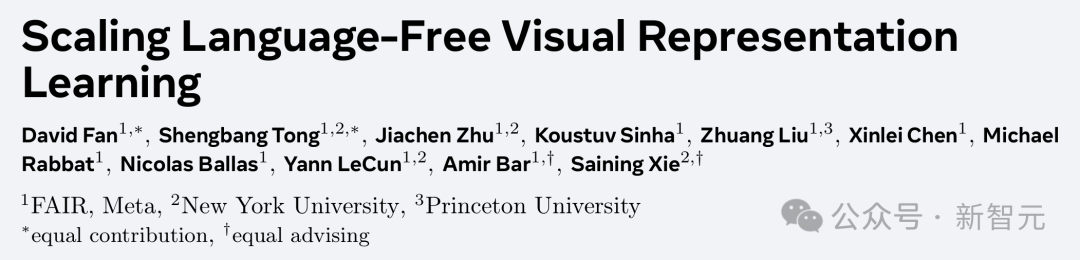 Scaling Language-Free Visual Representation
Learning
David Fan¹,*, Shengbang Tong¹,²,*, Jiachen Zhu¹,², Koustuv Sinha¹, Zhuang Liu¹,³, Xinlei Chen¹, Michael
Rabbat¹, Nicolas Ballas¹, Yann LeCun¹,², Amir Bar¹,†, Saining Xie²,†
¹FAIR, Meta, ²New York University, ³Princeton University
*equal contribution, †equal advising
公众号 · 新智元